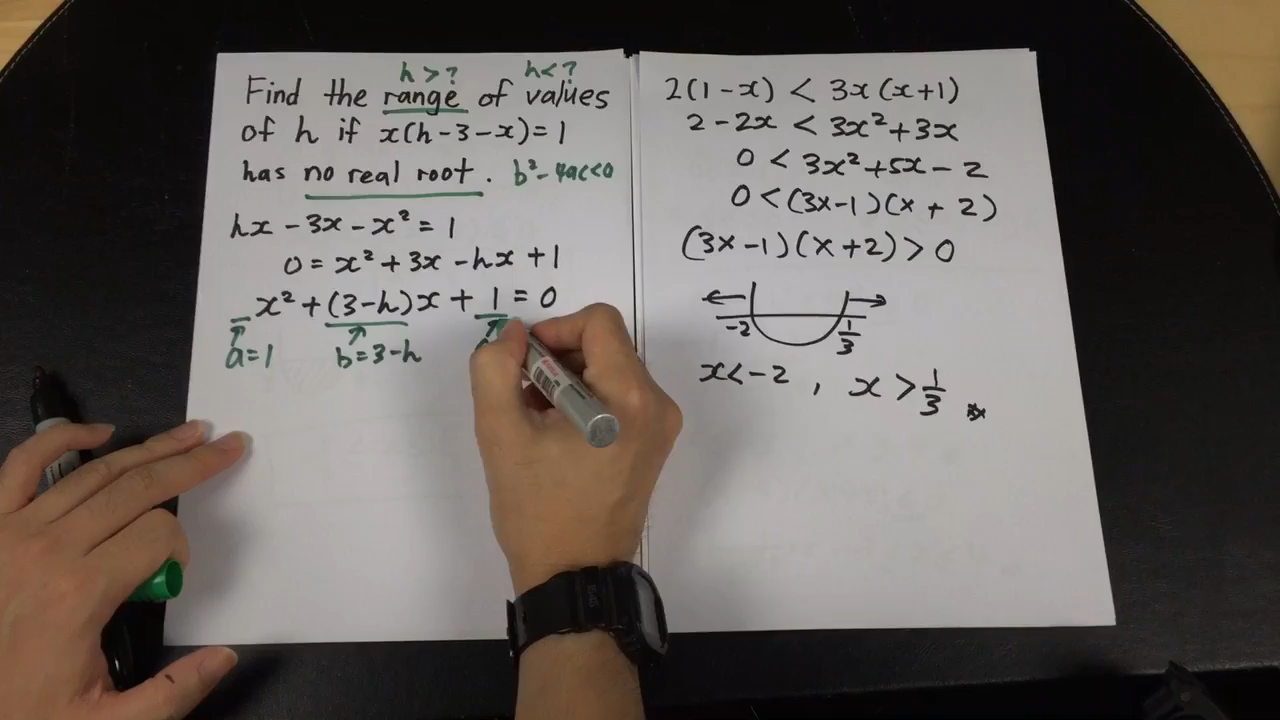 h>? h<?
Find the range of values
of h if x(h-3-x)=1
has no real root. b²-4ac<0
hx - 3x - x² = 1
0 = x² + 3x - hx + 1
x² + (3-h)x + 1 = 0
a=1 b=3-h
2(1-x) < 3x(x+1)
2 - 2x < 3x² + 3x
0 < 3x² + 5x - 2
0 < (3x-1)(x+2)
(3x-1)(x+2) > 0
-2 1/3
x<-2 , x > 1/3